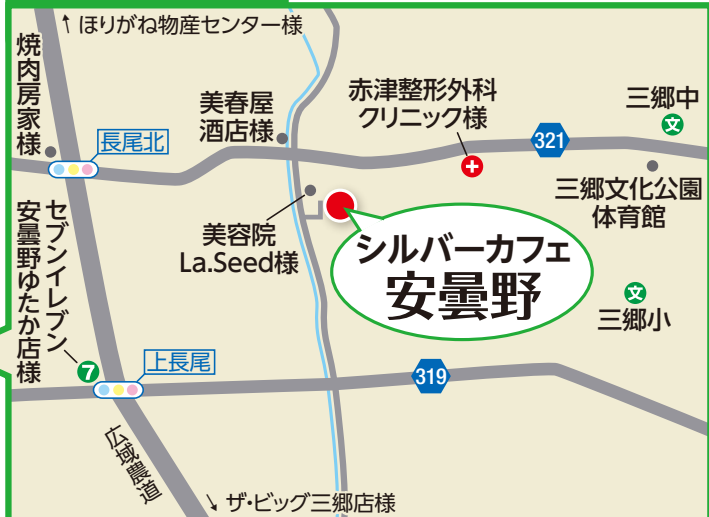 ↑ ほりがね物産センター様
焼肉房家様
長尾北
美春屋
酒店様
赤津整形外科
クリニック様
321
三郷中
文
三郷文化公園
体育館
美容院
La.Seed様
シルバーカフェ
安曇野
文
三郷小
セブンイレブン
安曇野ゆたか店様
7
上長尾
319
広域農道
↘ ザ・ビッグ三郷店様